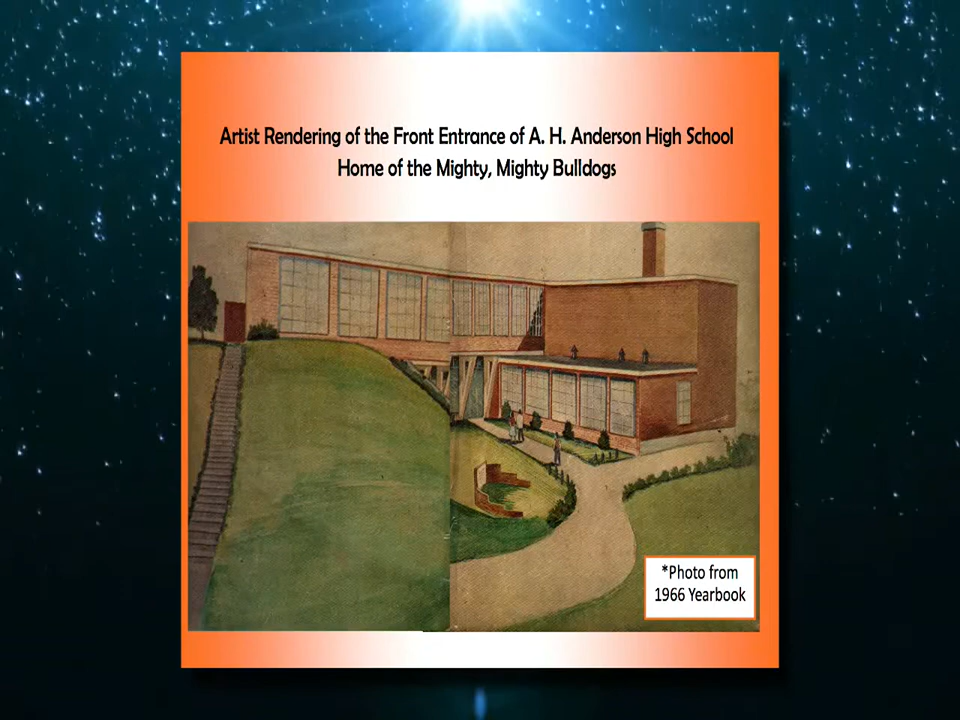 Artist Rendering of the Front Entrance of A. H. Anderson High School
Home of the Mighty, Mighty Bulldogs
*Photo from
1966 Yearbook